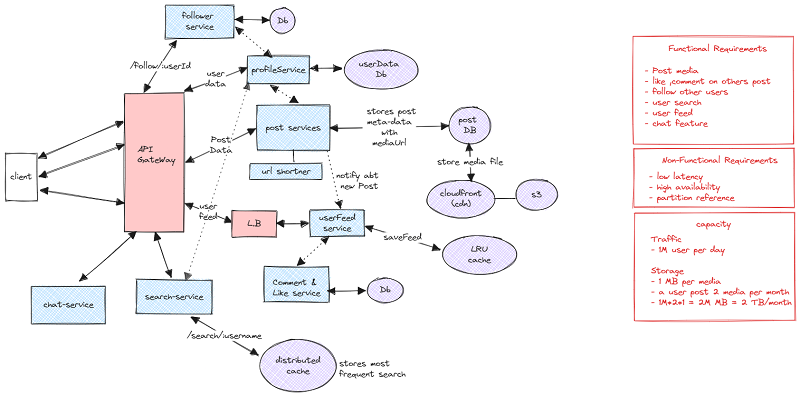 follower
service
Db
/follow/userId
user
data
profileService
userData
Db
API
GateWay
client
Post
Data
post services
stores post
meta-data
with
mediaUrl
post
DB
url shortner
store media file
notify abt
new Post
cloudfront
(cdn)
s3
user
feed
L.B
userFeed
service
saveFeed
LRU
cache
chat-service
search-service
Comment &
Like service
Db
/search/:username
distributed
cache
stores most
frequent search
Functional Requirements
- Post media
- like ,comment on others post
- follow other users
- user search
- user feed
- chat feature
Non-Functional Requirements
- low latency
- high availability
- partition reference
capacity
Traffic
- 1M user per day
Storage
- 1 MB per media
- a user post 2 media per month
- 1M*2*1 = 2M MB = 2 TB/month